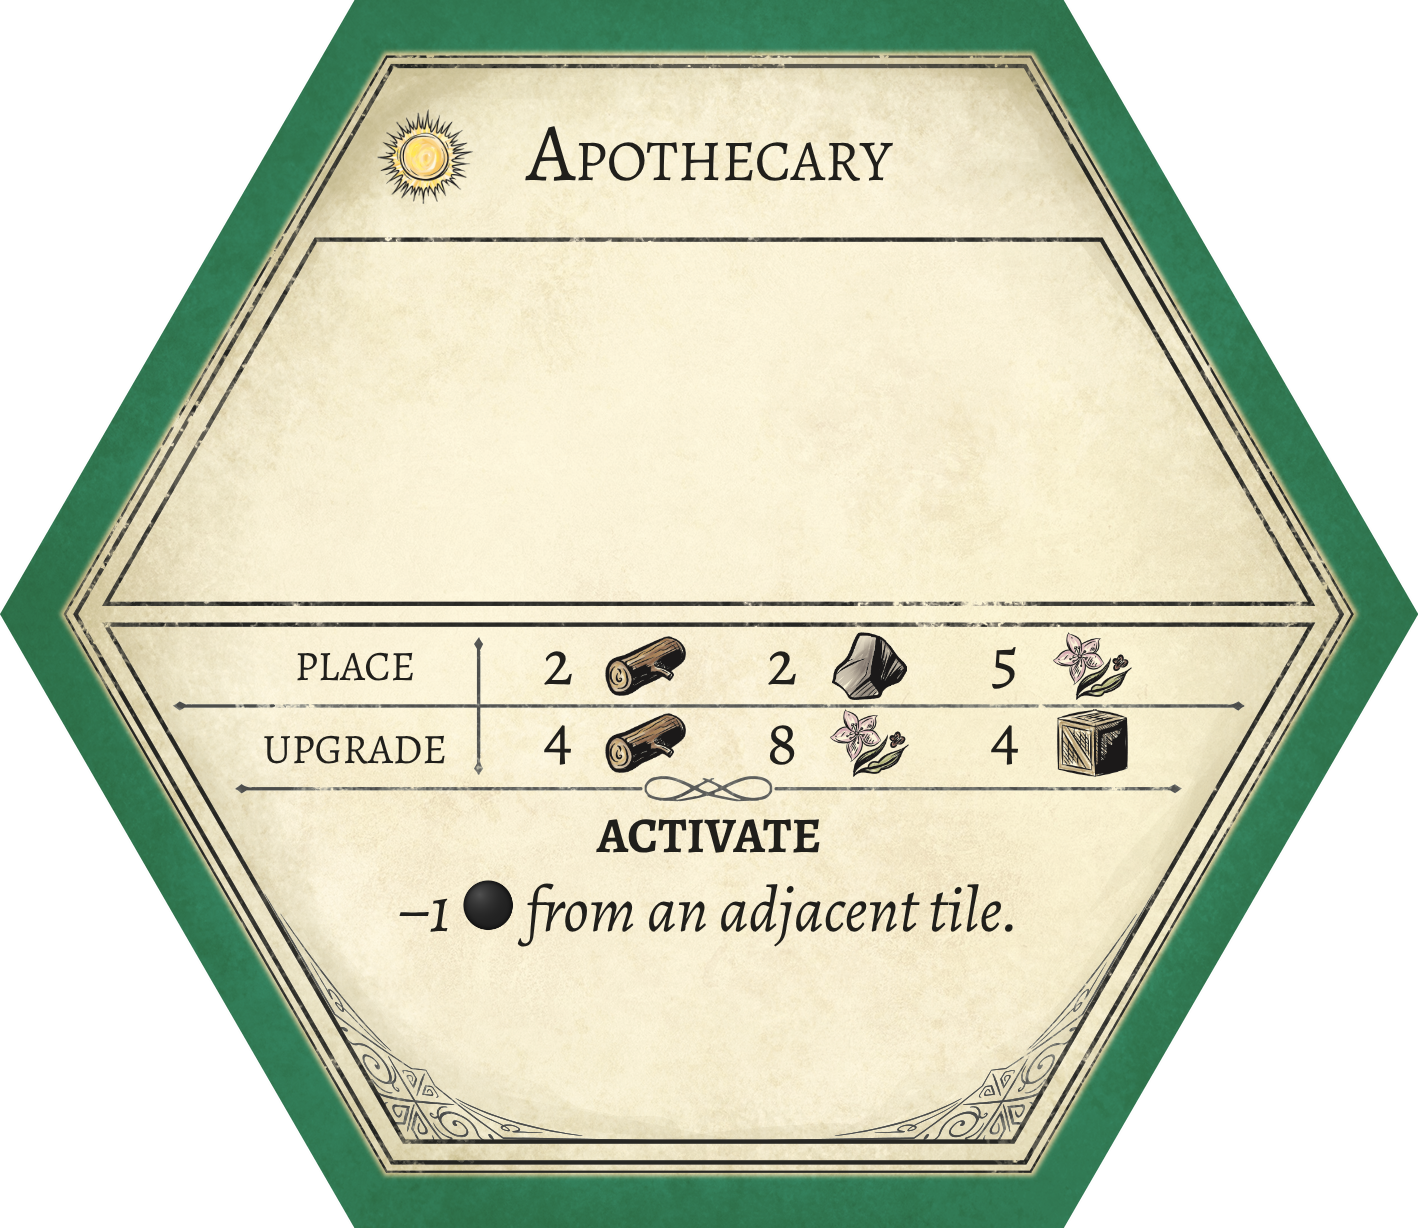 APOTHECARY
PLACE 2 2 5
UPGRADE 4 8 4
ACTIVATE
–1 from an adjacent tile.